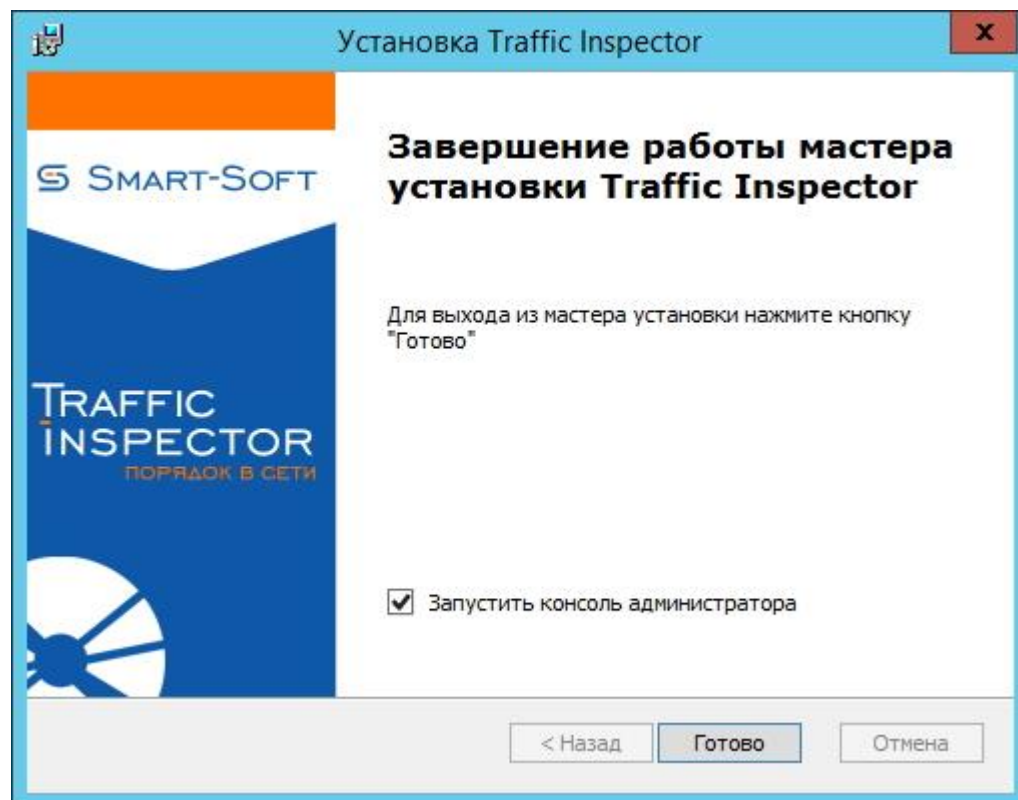 Установка Traffic Inspector
x
SMART-SOFT
TRAFFIC
INSPECTOR
ПОРЯДОК В СЕТИ
Завершение работы мастера
установки Traffic Inspector
Для выхода из мастера установки нажмите кнопку
"Готово"
Запустить консоль администратора
< Назад
Готово
Отмена